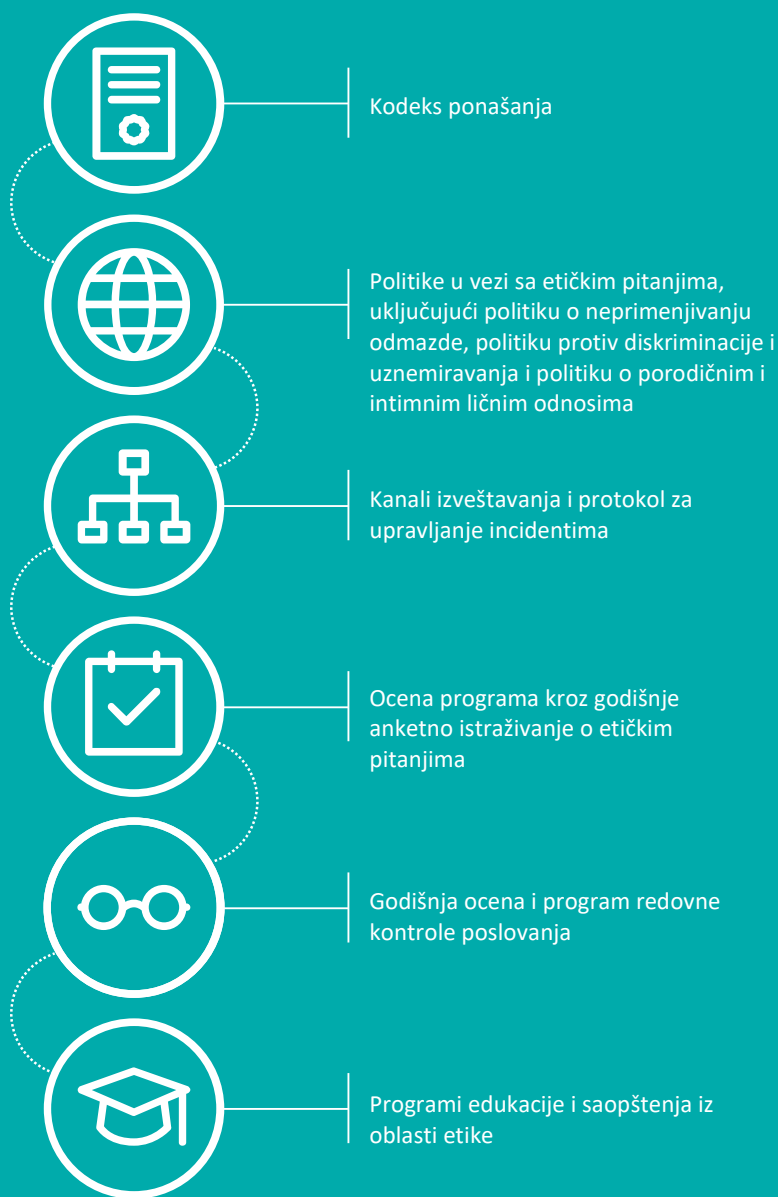 Kodeks ponašanja
Politike u vezi sa etičkim pitanjima,
uključujući politiku o neprimenjivanju
odmazde, politiku protiv diskriminacije i
uznemiravanja i politiku o porodičnim i
intimnim ličnim odnosima
Kanali izveštavanja i protokol za
upravljanje incidentima
Ocena programa kroz godišnje
anketno istraživanje o etičkim
pitanjima
Godišnja ocena i program redovne
kontrole poslovanja
Programi edukacije i saopštenja iz
oblasti etike